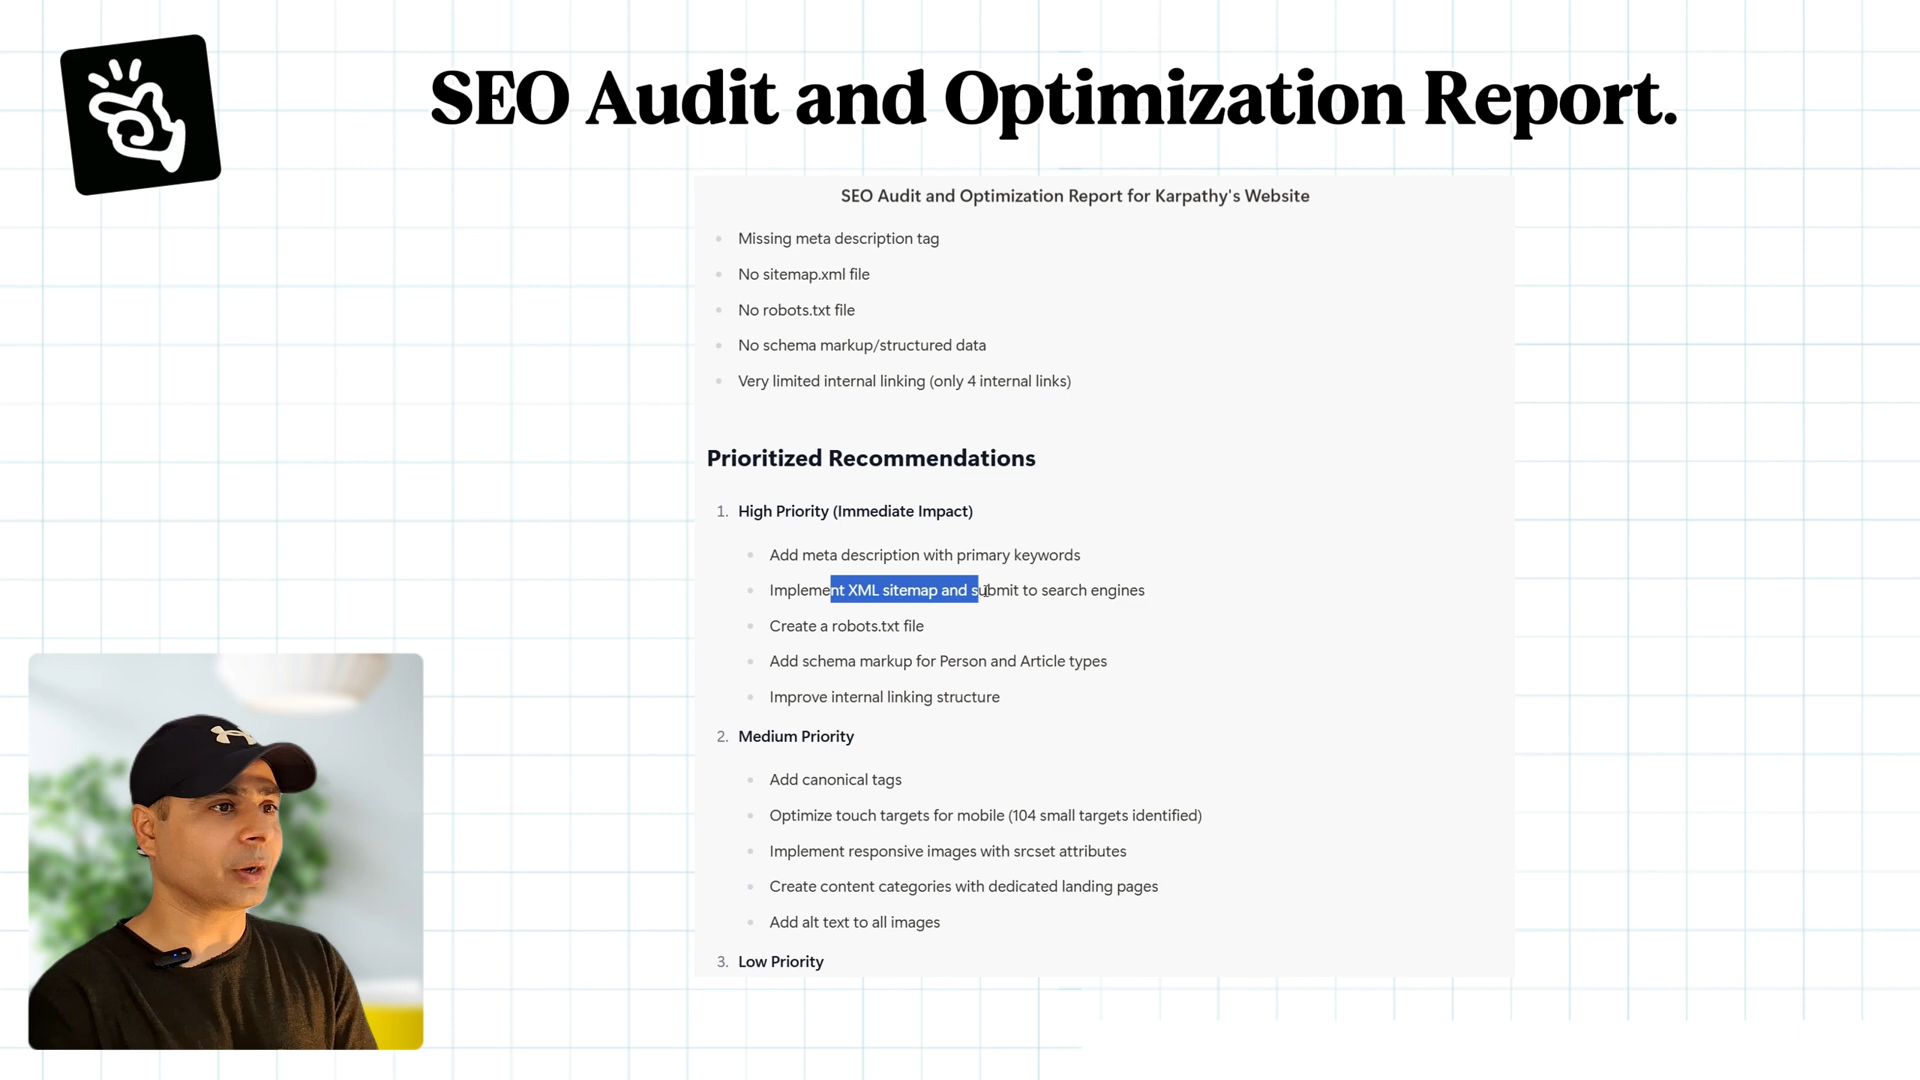 SEO Audit and Optimization Report.
SEO Audit and Optimization Report for Karpathy's Website
Missing meta description tag
No sitemap.xml file
No robots.txt file
No schema markup/structured data
Very limited internal linking (only 4 internal links)
Prioritized Recommendations
1. High Priority (Immediate Impact)
Add meta description with primary keywords
Implement XML sitemap and submit to search engines
Create a robots.txt file
Add schema markup for Person and Article types
Improve internal linking structure
2. Medium Priority
Add canonical tags
Optimize touch targets for mobile (104 small targets identified)
Implement responsive images with srcset attributes
Create content categories with dedicated landing pages
Add alt text to all images
3. Low Priority